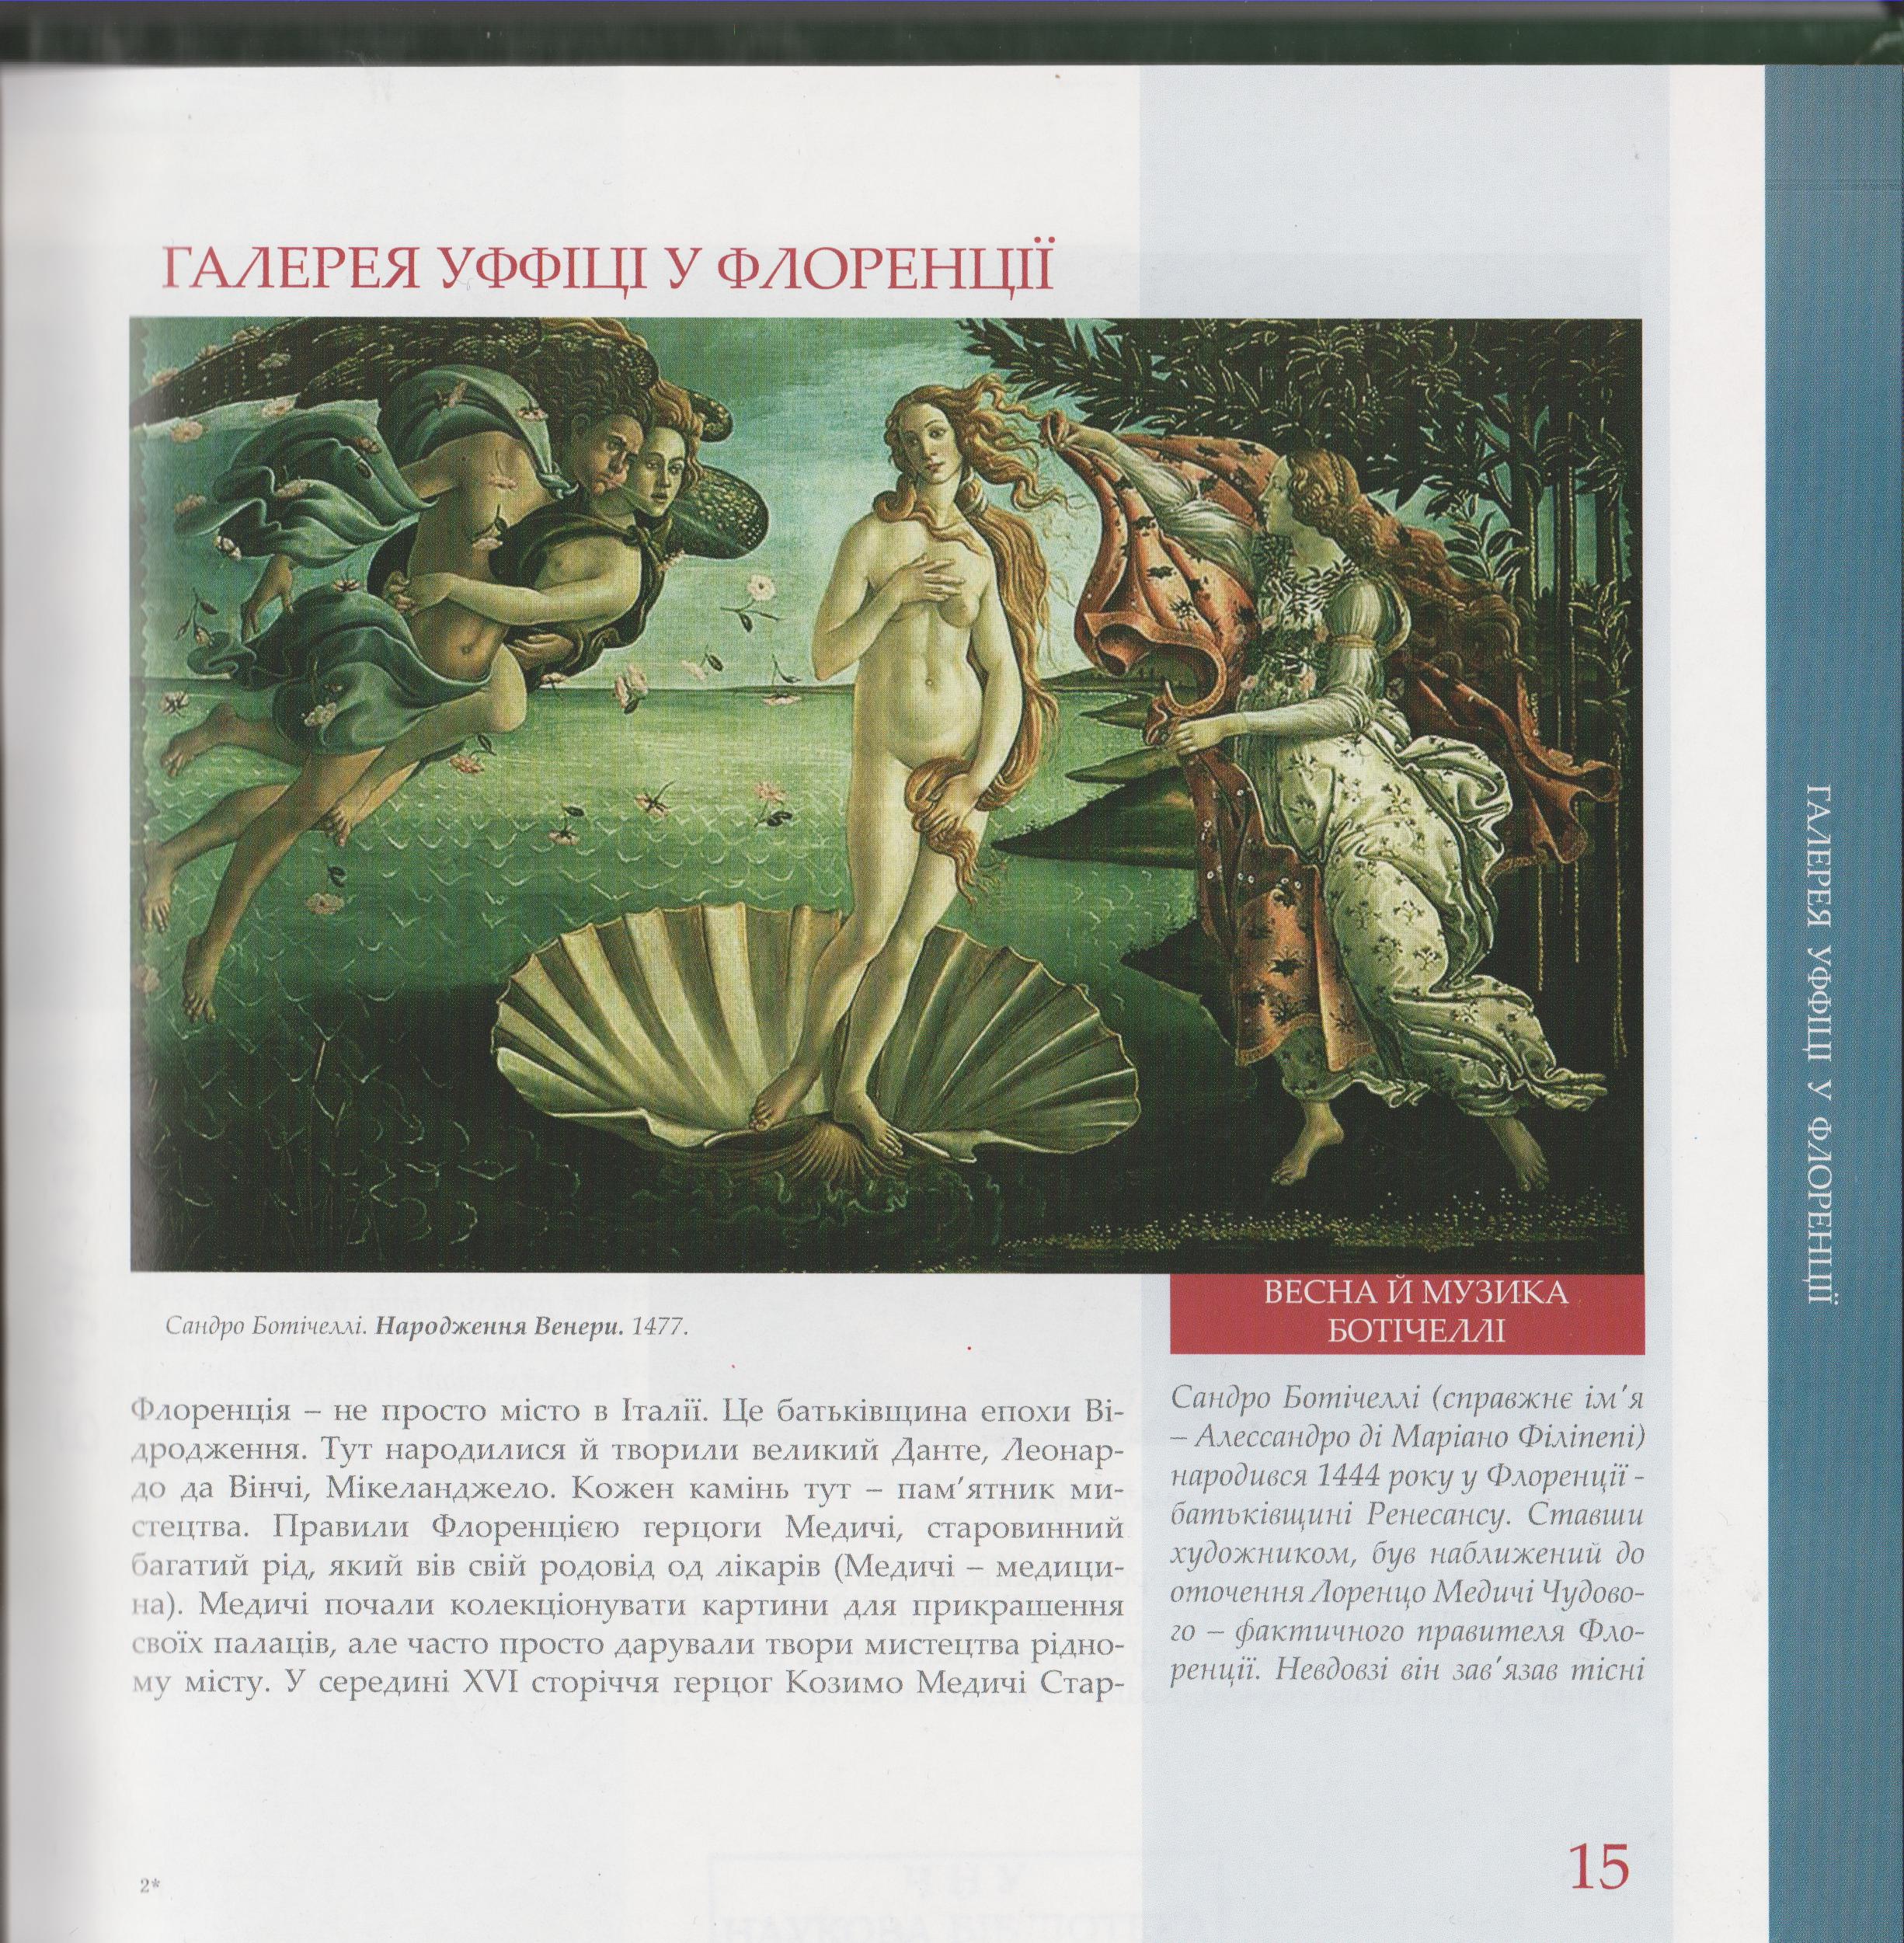 ГАЛЕРЕЯ УФФІЦІ У ФЛОРЕНЦІЇ
Сандро Ботічеллі. Народження Венери. 1477.
Флоренція – не просто місто в Італії. Це батьківщина епохи Ві-
дродження. Тут народилися й творили великий Данте, Леонар-
до да Вінчі, Мікеланджело. Кожен камінь тут – пам'ятник ми-
стецтва. Правили Флоренцією герцоги Медичі, старовинний
багатий рід, який вів свій родовід од лікарів (Медичі – медици-
на). Медичі почали колекціонувати картини для прикрашення
своїх палаців, але часто просто дарували твори мистецтва рідно-
му місту. У середині XVI сторіччя герцог Козимо Медичі Стар-
ВЕСНА Й МУЗИКА
БОТІЧЕЛЛІ
Сандро Ботічеллі (справжнє ім'я
– Алессандро ді Маріано Філіпепі)
народився 1444 року у Флоренції -
батьківщині Ренесансу. Ставши
художником, був наближений до
оточення Лоренцо Медичі Чудово-
го – фактичного правителя Фло-
ренції. Невдовзі він зав'язав тісні
2*
15
ГАЛЕРЕЯ УФФІЦІ У ФЛОРЕНЦІЇ